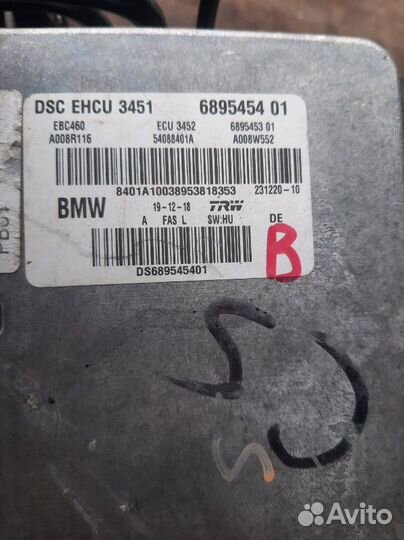 DSC EHCU 3451 6895454 01
EBC460 ECU 3452 6895453 01
A008R116 54088401A A008W552
8401A10038953818353 231220-10
BMW 19-12-18 TRW
A FAS L SW:HU DE
DS689545401
B
Avito